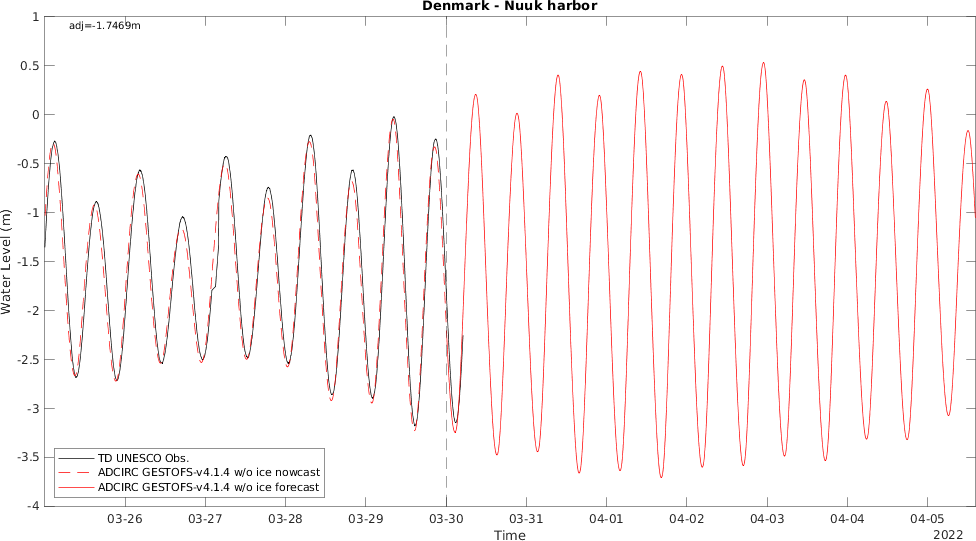 Denmark - Nuuk harbor
adj=-1.7469m
1
0.5
0
-0.5
-1
-1.5
-2
-2.5
-3
-3.5
-4
Water Level (m)
TD UNESCO Obs.
ADCIRC GESTOFS-v4.1.4 w/o ice nowcast
ADCIRC GESTOFS-v4.1.4 w/o ice forecast
03-26 03-27 03-28 03-29 03-30 03-31 04-01 04-02 04-03 04-04 04-05
Time
2022